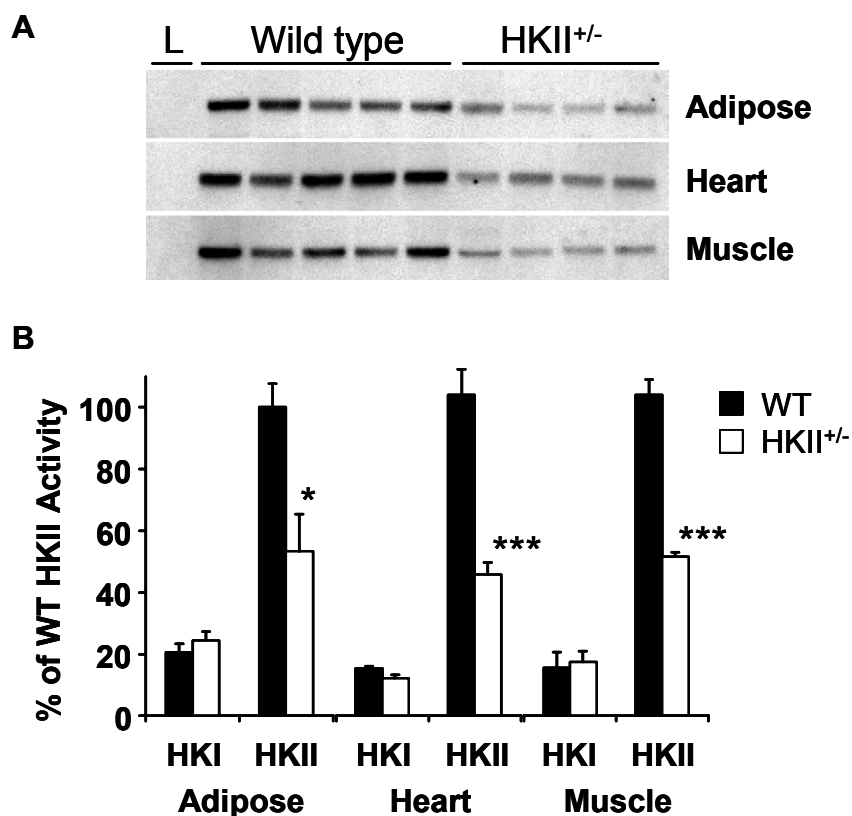 A
L Wild type HKII+/-
Adipose
Heart
Muscle
B
% of WT HKII Activity
100
80
60
40
20
0
*
***
***
WT
HKII+/-
HKI HKII HKI HKII HKI HKII
Adipose Heart Muscle